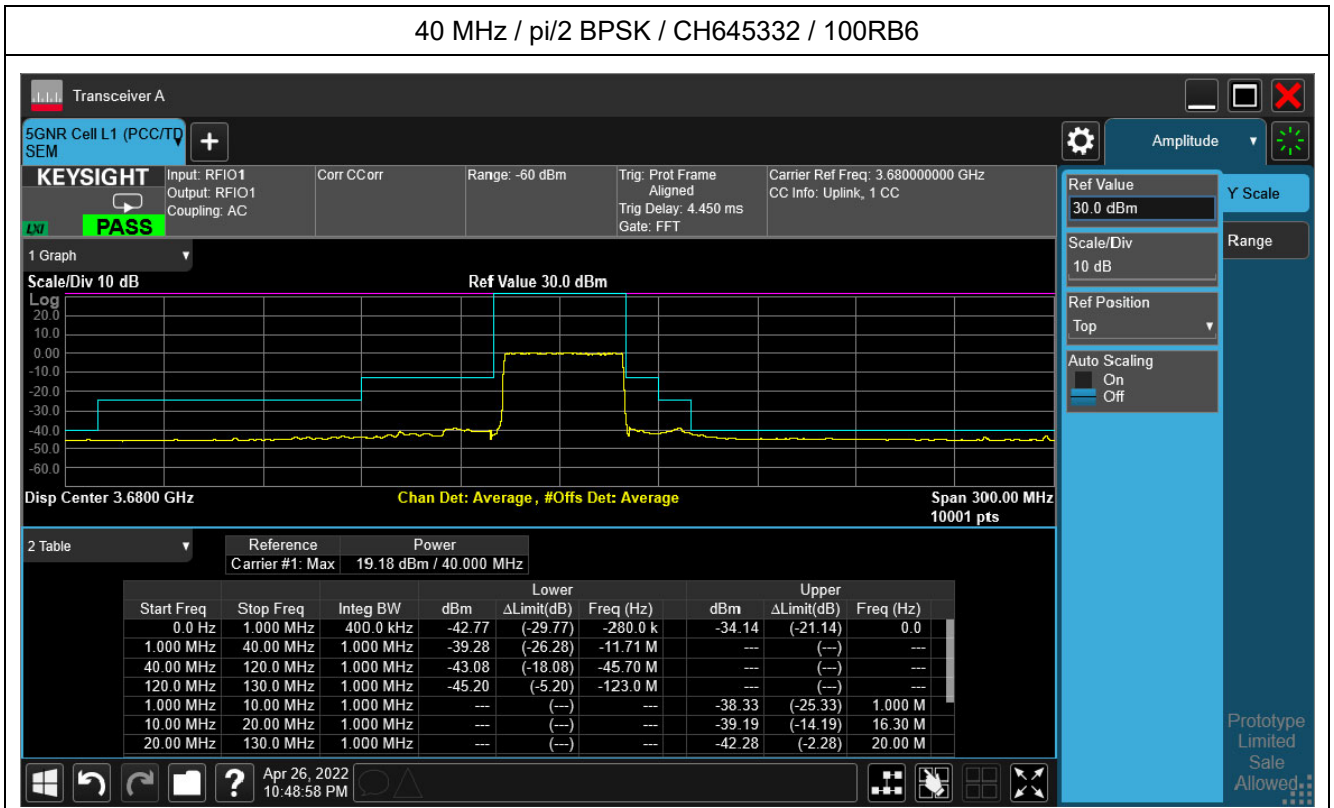 40 MHz / pi/2 BPSK / CH645332 / 100RB6
Transceiver A
5GNR Cell L1 (PCC/TD
SEM
+
Amplitude
KEYSIGHT
LXI
PASS
Input: RFIO1
Output: RFIO1
Coupling: AC
Corr CCorr
Range: -60 dBm
Trig: Prot Frame
Aligned
Trig Delay: 4.450 ms
Gate: FFT
Carrier Ref Freq: 3.680000000 GHz
CC Info: Uplink, 1 CC
Ref Value
30.0 dBm
Y Scale
Scale/Div
10 dB
Range
Ref Position
Top
Auto Scaling
On
Off
1 Graph
Scale/Div 10 dB
Ref Value 30.0 dBm
Log
20.0
10.0
0.00
-10.0
-20.0
-30.0
-40.0
-50.0
-60.0
Disp Center 3.6800 GHz
Chan Det: Average , #Offs Det: Average
Span 300.00 MHz
10001 pts
2 Table
Reference Power
Carrier #1: Max 19.18 dBm / 40.000 MHz
Lower Upper
Start Freq Stop Freq Integ BW dBm ΔLimit(dB) Freq (Hz) dBm ΔLimit(dB) Freq (Hz)
0.0 Hz 1.000 MHz 400.0 kHz -42.77 (-29.77) -280.0 k -34.14 (-21.14) 0.0
1.000 MHz 40.00 MHz 1.000 MHz -39.28 (-26.28) -11.71 M --- (---) ---
40.00 MHz 120.0 MHz 1.000 MHz -43.08 (-18.08) -45.70 M --- (---) ---
120.0 MHz 130.0 MHz 1.000 MHz -45.20 (-5.20) -123.0 M --- (---) ---
1.000 MHz 10.00 MHz 1.000 MHz --- (---) --- -38.33 (-25.33) 1.000 M
10.00 MHz 20.00 MHz 1.000 MHz --- (---) --- -39.19 (-14.19) 16.30 M
20.00 MHz 130.0 MHz 1.000 MHz --- (---) --- -42.28 (-2.28) 20.00 M
Prototype
Limited
Sale
Allowed
?
Apr 26, 2022
10:48:58 PM